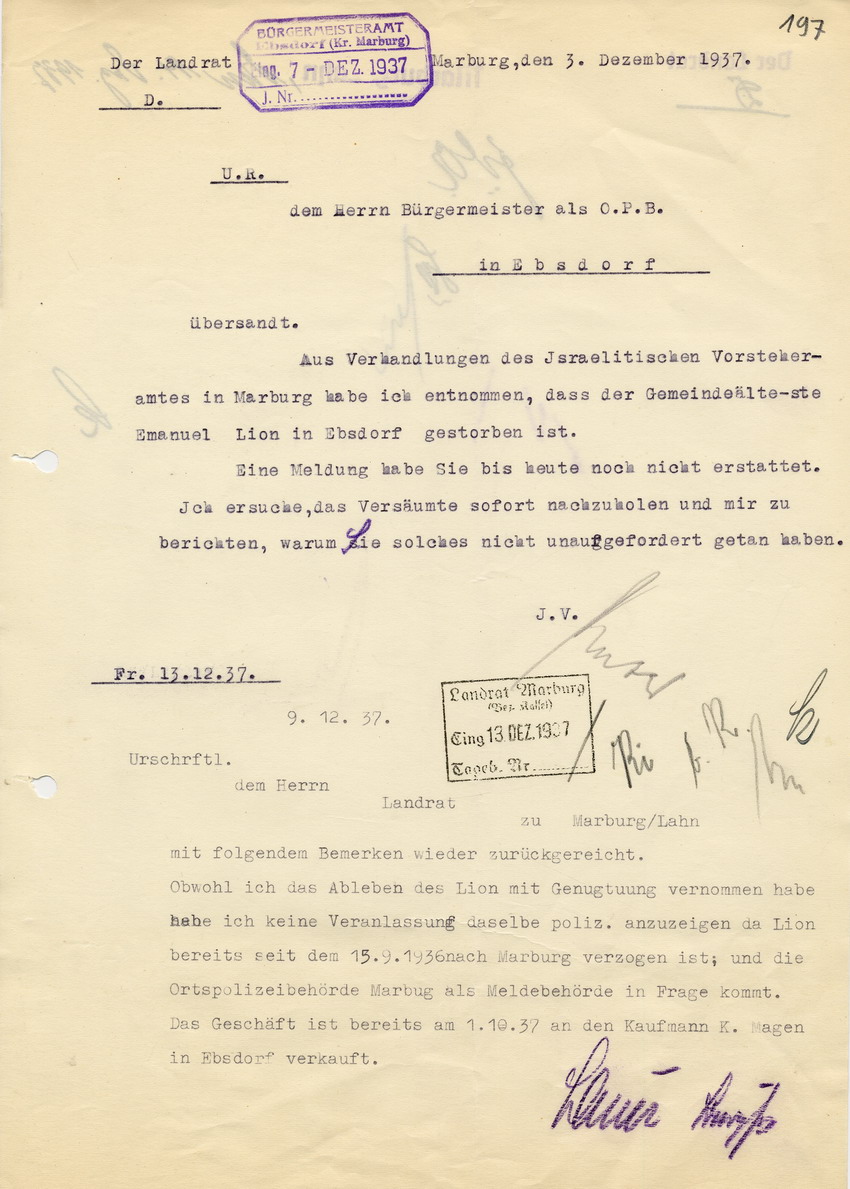 197
BÜRGERMEISTERAMT
Ebsdorf (Kr. Marburg)
Eing. 7 - DEZ. 1937
J. Nr.
Der Landrat
Marburg,den 3. Dezember 1937.
D.
U.R.
dem Herrn Bürgermeister als O.P.B.
in E b s d o r f
übersandt.
Aus Verhandlungen des Jsraelitischen Vorsteher-
amtes in Marburg habe ich entnommen, dass der Gemeindeälte-ste
Emanuel Lion in Ebsdorf gestorben ist.
Eine Meldung habe Sie bis heute noch nicht erstattet.
Jch ersuche,das Versäumte sofort nachzuholen und mir zu
berichten, warum Sie solches nicht unaufgefordert getan haben.
J.V.
Fr. 13.12.37.
Landrat Marburg
(Bez. Kassel)
Eing 13. DEZ. 1937
Tageb. Nr.
9. 12. 37.
Urschrftl.
dem Herrn
Landrat
zu Marburg/Lahn
mit folgendem Bemerken wieder zurückgereicht.
Obwohl ich das Ableben des Lion mit Genugtuung vernommen habe
habe ich keine Veranlassung daselbe poliz. anzuzeigen da Lion
bereits seit dem 15.9.1936nach Marburg verzogen ist; und die
Ortspolizeibehörde Marbug als Meldebehörde in Frage kommt.
Das Geschäft ist bereits am 1.10.37 an den Kaufmann K. Magen
in Ebsdorf verkauft.